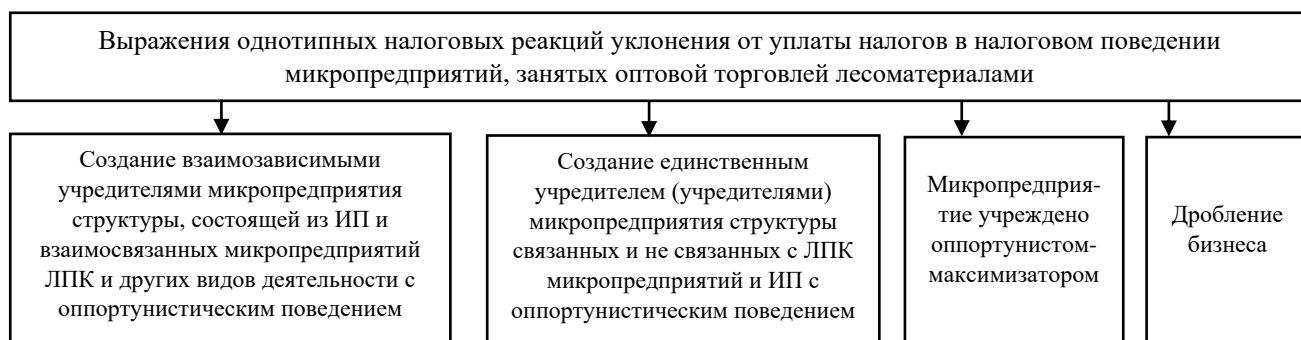 Выражения однотипных налоговых реакций уклонения от уплаты налогов в налоговом поведении
микропредприятий, занятых оптовой торговлей лесоматериалами
Создание взаимозависимыми
учредителями микропредприятия
структуры, состоящей из ИП и
взаимосвязанных микропредприятий
ЛПК и других видов деятельности с
оппортунистическим поведением
Создание единственным
учредителем (учредителями)
микропредприятия структуры
связанных и не связанных с ЛПК
микропредприятий и ИП с
оппортунистическим поведением
Микропредприя-
тие учреждено
оппортунистом-
максимизатором
Дробление
бизнеса